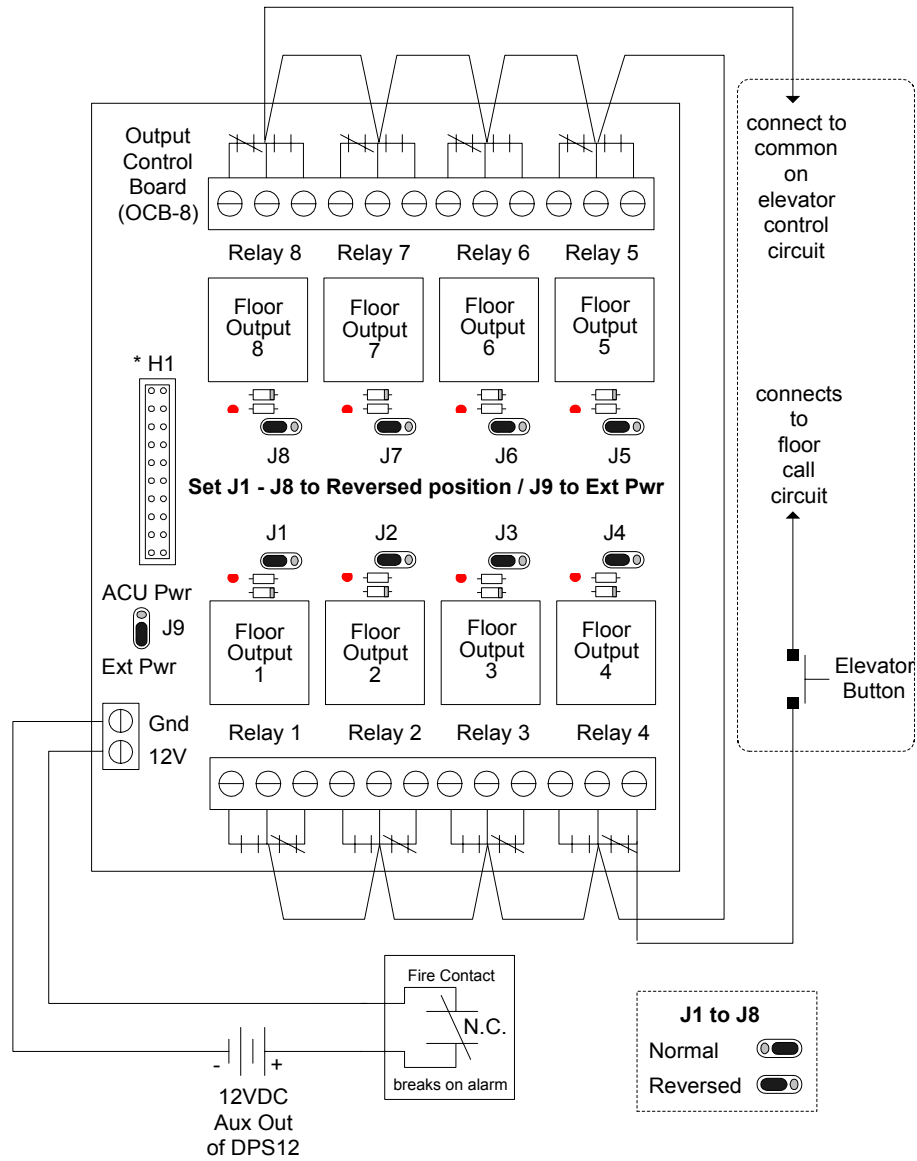 Output
Control
Board
(OCB-8)
connect to
common
on
elevator
control
circuit
Relay 8
Relay 7
Relay 6
Relay 5
Floor
Output
8
Floor
Output
7
Floor
Output
6
Floor
Output
5
* H1
connects
to
floor
call
circuit
J8
J7
J6
J5
Set J1 - J8 to Reversed position / J9 to Ext Pwr
J1
J2
J3
J4
ACU Pwr
J9
Ext Pwr
Floor
Output
1
Floor
Output
2
Floor
Output
3
Floor
Output
4
Elevator
Button
Gnd
12V
Relay 1
Relay 2
Relay 3
Relay 4
Fire Contact
N.C.
breaks on alarm
- +
12VDC
Aux Out
of DPS12
J1 to J8
Normal
Reversed